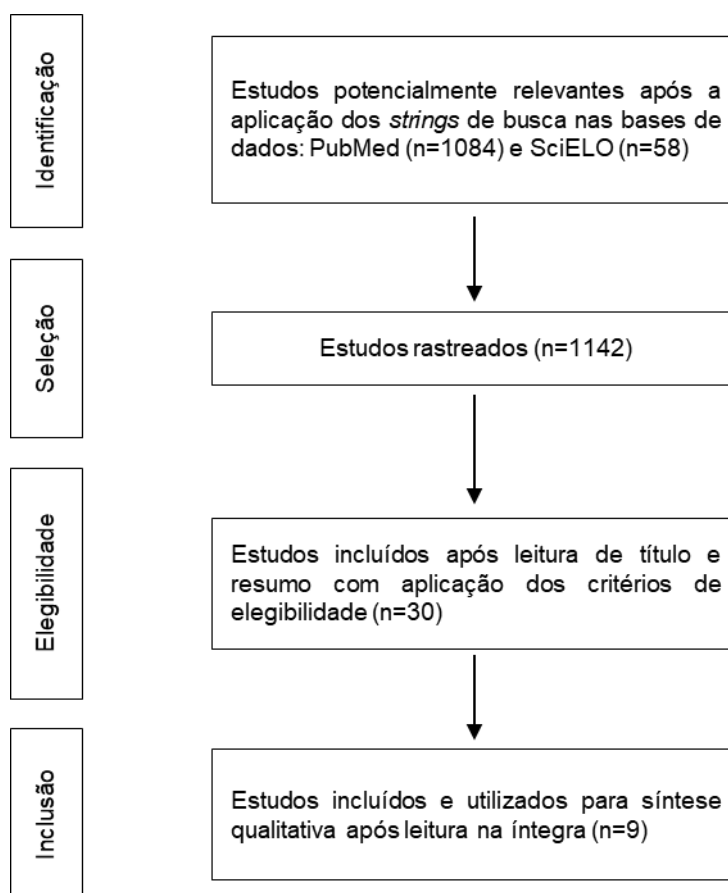 Identificação
Estudos potencialmente relevantes após a
aplicação dos strings de busca nas bases de
dados: PubMed (n=1084) e SciELO (n=58)
Seleção
Estudos rastreados (n=1142)
Elegibilidade
Estudos incluídos após leitura de título e
resumo com aplicação dos critérios de
elegibilidade (n=30)
Inclusão
Estudos incluídos e utilizados para síntese
qualitativa após leitura na íntegra (n=9)